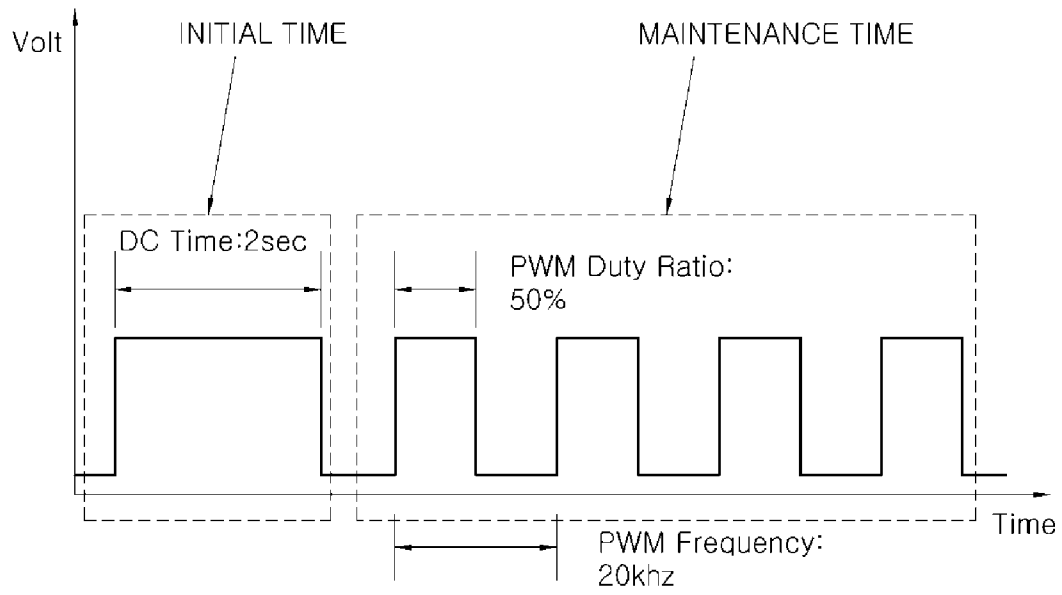 Volt
INITIAL TIME
MAINTENANCE TIME
DC Time:2sec
PWM Duty Ratio:
50%
Time
PWM Frequency:
20khz